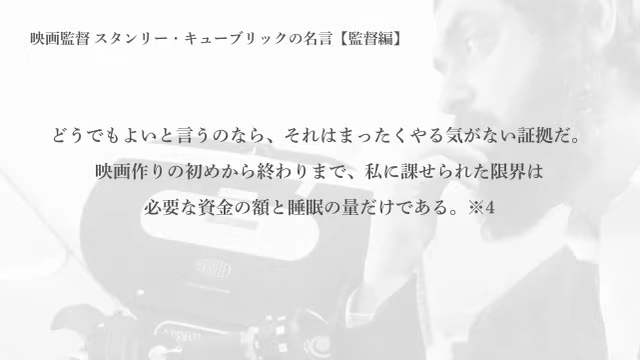 映画監督 スタンリー・キューブリックの名言【監督編】
どうでもよいと言うのなら、それはまったくやる気がない証拠だ。
映画作りの初めから終わりまで、私に課せられた限界は
必要な資金の額と睡眠の量だけである。※4